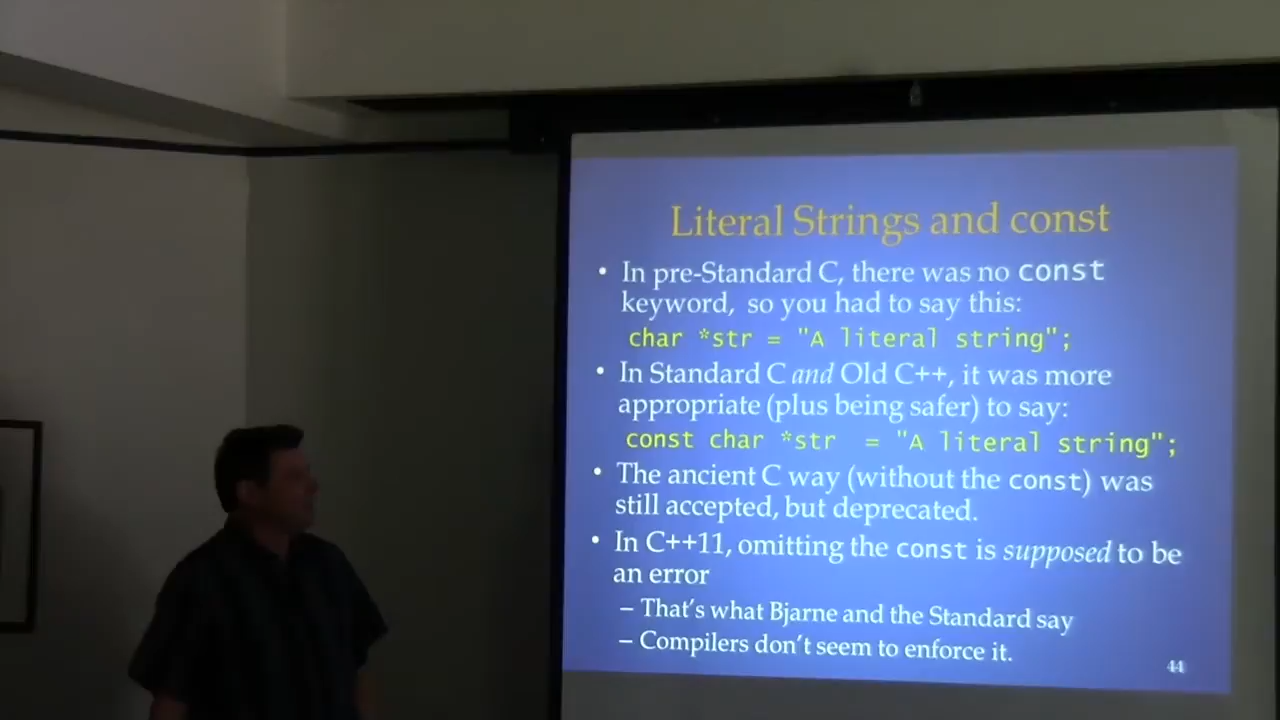 Literal Strings and const
• In pre-Standard C, there was no const
keyword, so you had to say this:
char *str = "A literal string";
• In Standard C and Old C++, it was more
appropriate (plus being safer) to say:
const char *str = "A literal string";
• The ancient C way (without the const) was
still accepted, but deprecated.
• In C++11, omitting the const is supposed to be
an error
– That's what Bjarne and the Standard say
– Compilers don't seem to enforce it.
44